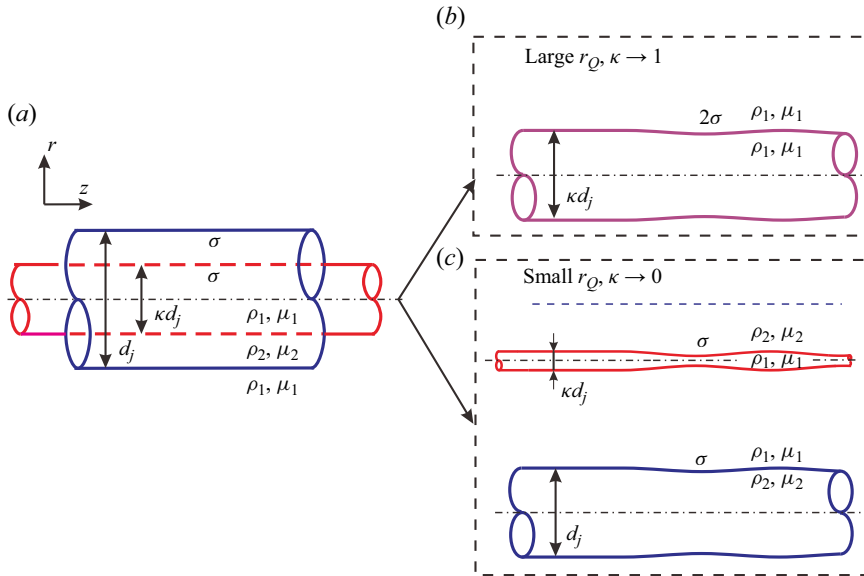 (a)
r
z
σ
σ
κd_j
d_j
ρ₁, μ₁
ρ₂, μ₂
ρ₁, μ₁
(b)
Large r_Q, κ → 1
2σ
ρ₁, μ₁
ρ₁, μ₁
κd_j
(c)
Small r_Q, κ → 0
σ
ρ₂, μ₂
ρ₁, μ₁
κd_j
σ
ρ₁, μ₁
ρ₂, μ₂
d_j